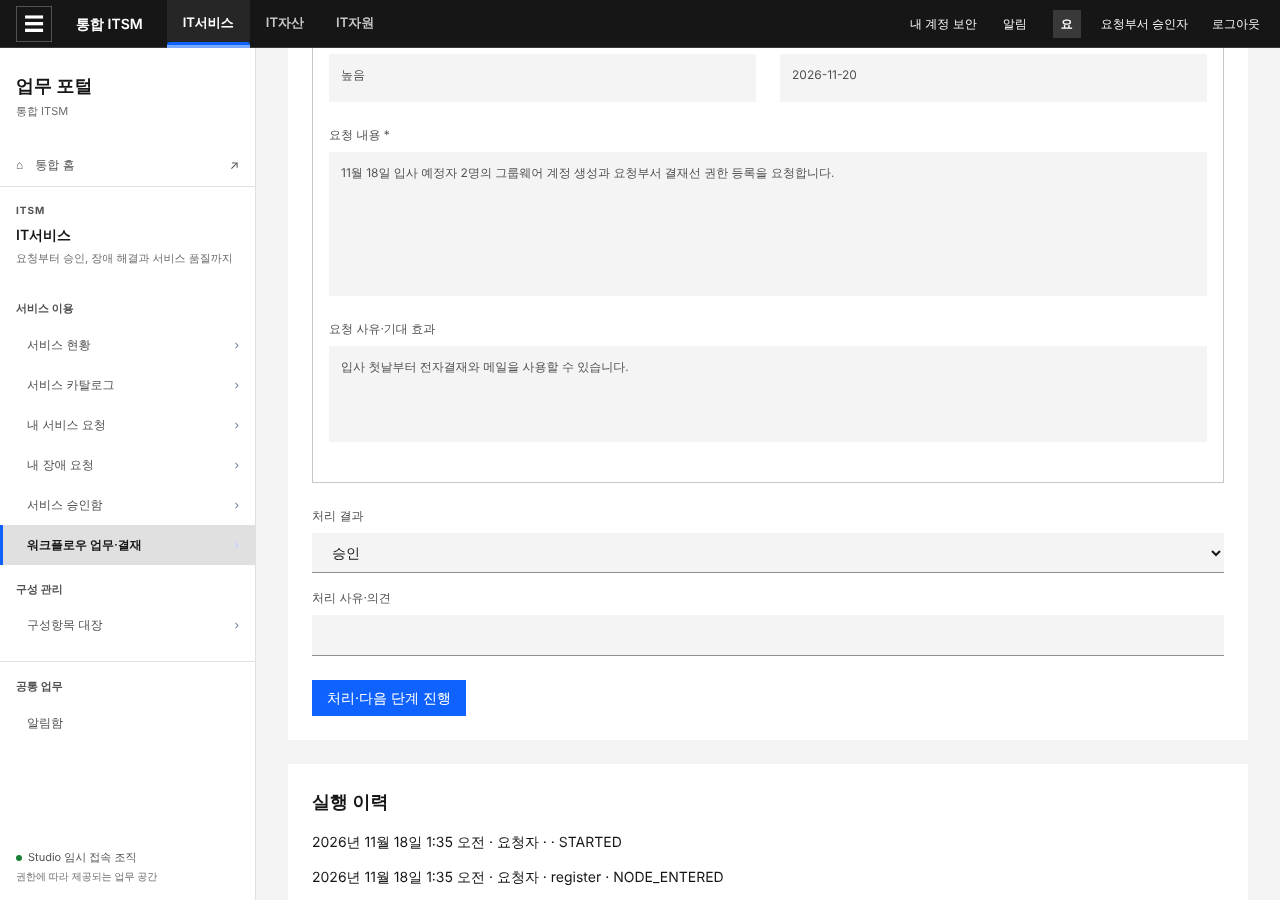 통합 ITSM
IT서비스
IT자산
IT자원
내 계정 보안
알림
요
요청부서 승인자
로그아웃
업무 포털
통합 ITSM
통합 홈
ITSM
IT서비스
요청부터 승인, 장애 해결과 서비스 품질까지
서비스 이용
서비스 현황
서비스 카탈로그
내 서비스 요청
내 장애 요청
서비스 승인함
워크플로우 업무·결재
구성 관리
구성항목 대장
공통 업무
알림함
Studio 임시 접속 조직
권한에 따라 제공되는 업무 공간
높음
2026-11-20
요청 내용 *
11월 18일 입사 예정자 2명의 그룹웨어 계정 생성과 요청부서 결재선 권한 등록을 요청합니다.
요청 사유·기대 효과
입사 첫날부터 전자결재와 메일을 사용할 수 있습니다.
처리 결과
승인
처리 사유·의견
처리·다음 단계 진행
실행 이력
2026년 11월 18일 1:35 오전 · 요청자 · · STARTED
2026년 11월 18일 1:35 오전 · 요청자 · register · NODE_ENTERED